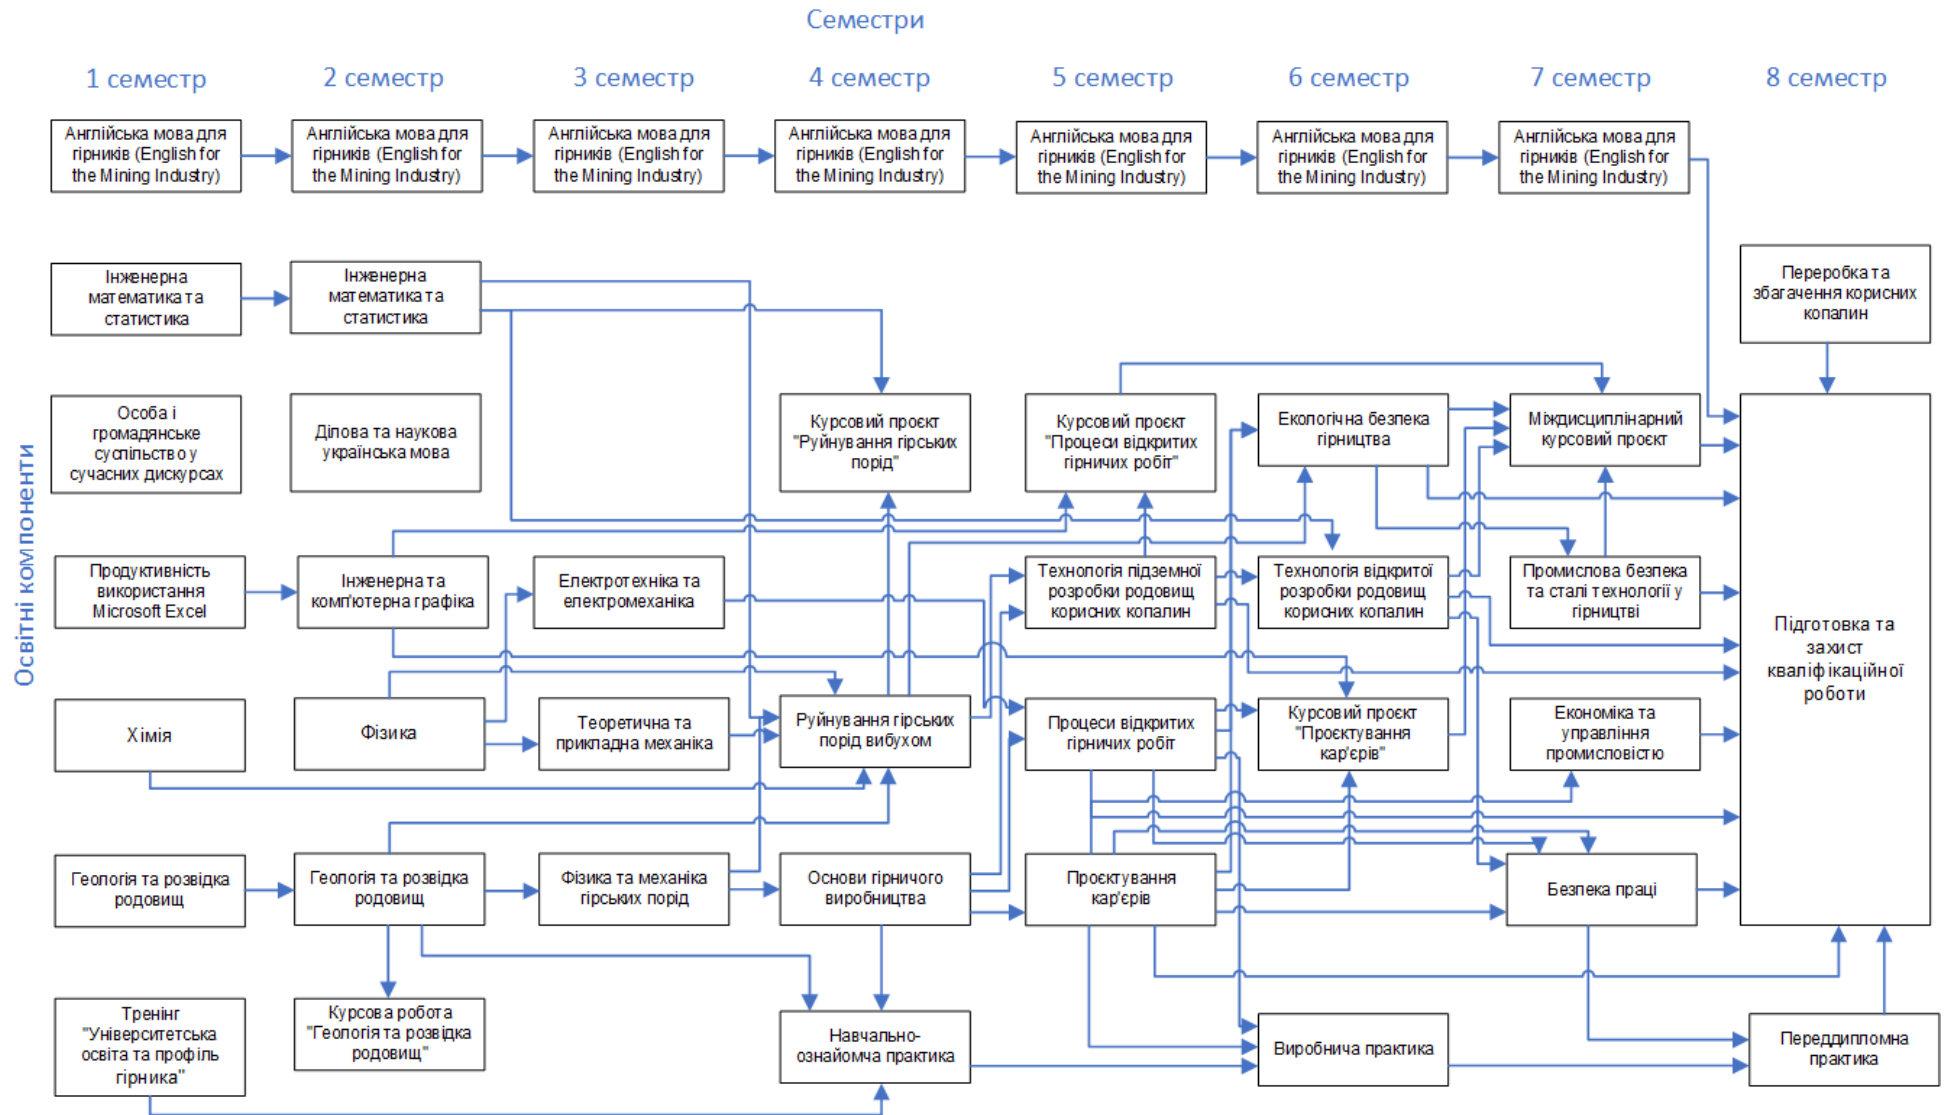 Семестри
1 семестр
2 семестр
3 семестр
4 семестр
5 семестр
6 семестр
7 семестр
8 семестр
Освітні компоненти
Англійська мова для
гірників (English for
the Mining Industry)
Англійська мова для
гірників (English for
the Mining Industry)
Англійська мова для
гірників (English for
the Mining Industry)
Англійська мова для
гірників (English for
the Mining Industry)
Англійська мова для
гірників (English for
the Mining Industry)
Англійська мова для
гірників (English for
the Mining Industry)
Англійська мова для
гірників (English for
the Mining Industry)
Інженерна
математика та
статистика
Інженерна
математика та
статистика
Переробка та
збагачення корисних
копалин
Особа і
громадянське
суспільство у
сучасних дискурсах
Ділова та наукова
українська мова
Курсовий проєкт
"Руйнування гірських
порід"
Курсовий проєкт
"Процеси відкритих
гірничих робіт"
Екологічна безпека
гірництва
Міждисциплінарний
курсовий проєкт
Продуктивність
використання
Microsoft Excel
Інженерна та
комп'ютерна графіка
Електротехніка та
електромеханіка
Технологія підземної
розробки родовищ
корисних копалин
Технологія відкритої
розробки родовищ
корисних копалин
Промислова безпека
та сталі технології у
гірництві
Підготовка та
захист
кваліфікаційної
роботи
Хімія
Фізика
Теоретична та
прикладна механіка
Руйнування гірських
порід вибухом
Процеси відкритих
гірничих робіт
Курсовий проєкт
"Проєктування
кар'єрів"
Економіка та
управління
промисловістю
Геологія та розвідка
родовищ
Геологія та розвідка
родовищ
Фізика та механіка
гірських порід
Основи гірничого
виробництва
Проєктування
кар'єрів
Безпека праці
Тренінг
"Університетська
освіта та профіль
гірника"
Курсова робота
"Геологія та розвідка
родовищ"
Навчально-
ознайомча практика
Виробнича практика
Переддипломна
практика